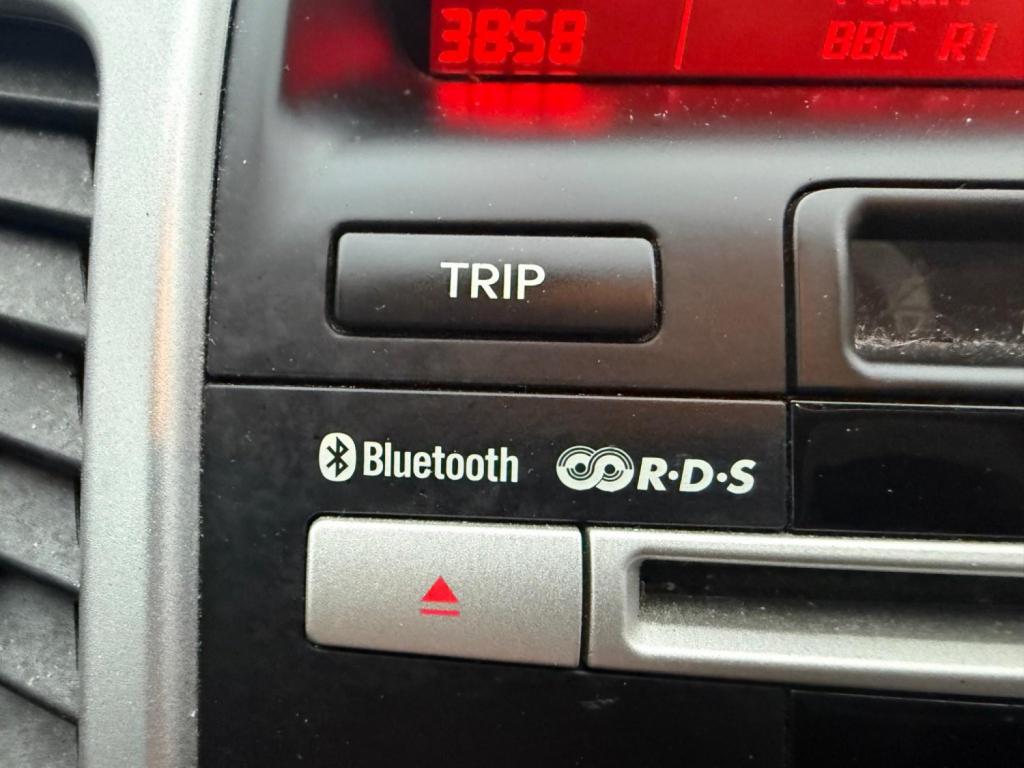 3858
BBC R1
TRIP
Bluetooth
R·D·S